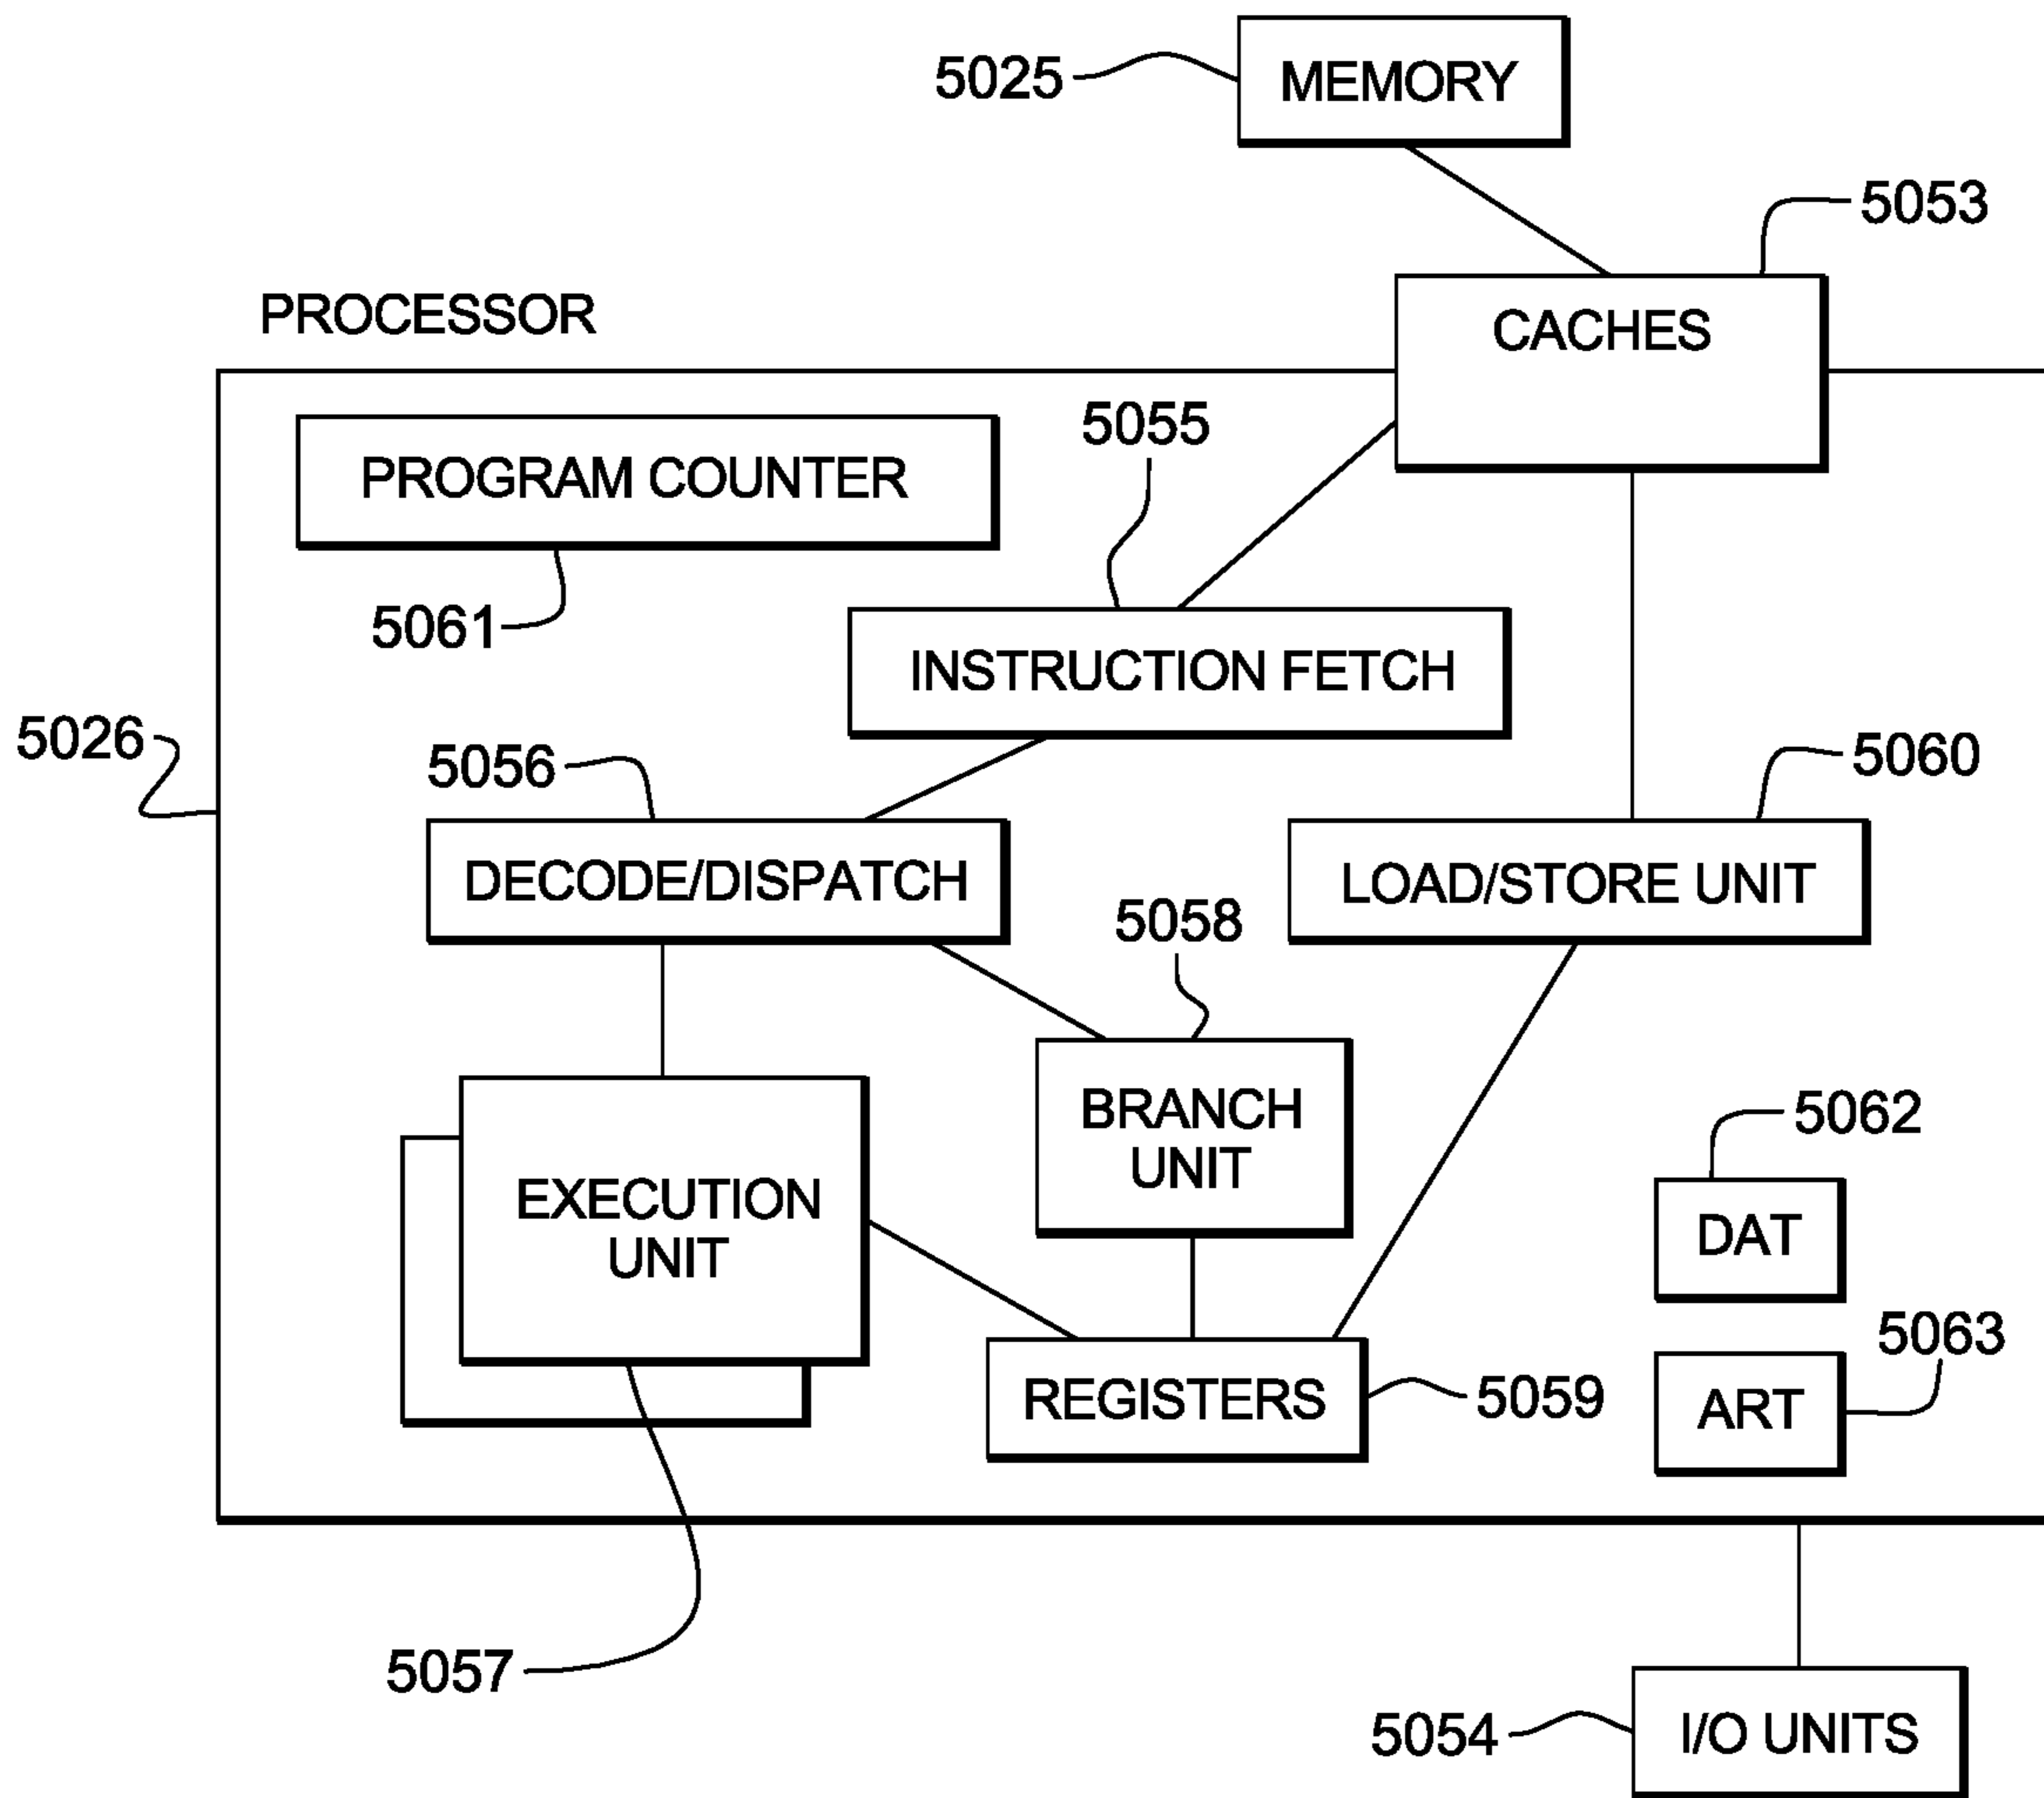 5025
MEMORY
5053
PROCESSOR
CACHES
5055
PROGRAM COUNTER
5061
INSTRUCTION FETCH
5026
5056
5060
DECODE/DISPATCH
LOAD/STORE UNIT
5058
BRANCH
UNIT
5062
EXECUTION
UNIT
DAT
5063
REGISTERS
5059
ART
5057
5054
I/O UNITS